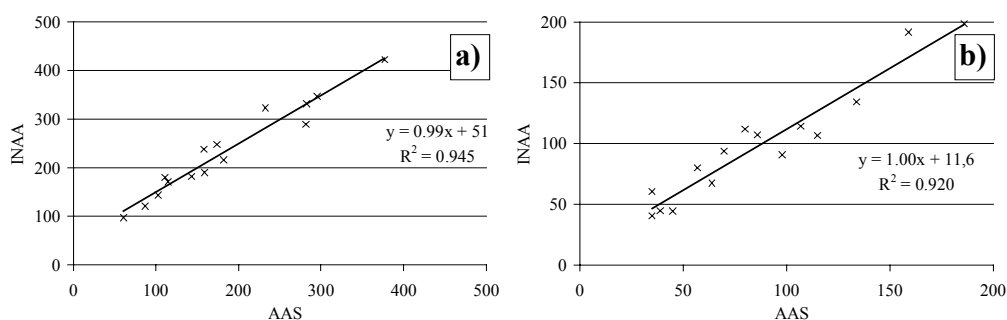 500
400
300
200
100
0
INAA
a)
y = 0.99x + 51
R² = 0.945
0 100 200 300 400 500
AAS
200
150
100
50
0
INAA
b)
y = 1.00x + 11,6
R² = 0.920
0 50 100 150 200
AAS